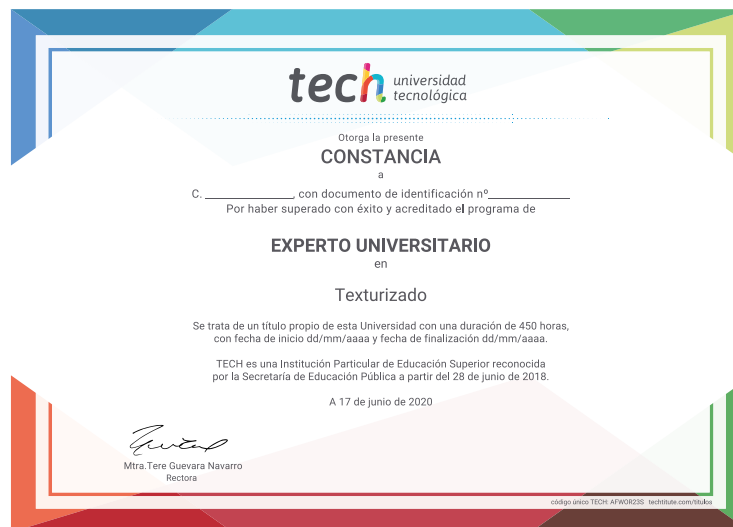 tech universidad
tecnológica
Otorga la presente
CONSTANCIA
a
C. ______________, con documento de identificación nº______________
Por haber superado con éxito y acreditado el programa de
EXPERTO UNIVERSITARIO
en
Texturizado
Se trata de un título propio de esta Universidad con una duración de 450 horas,
con fecha de inicio dd/mm/aaaa y fecha de finalización dd/mm/aaaa.
TECH es una Institución Particular de Educación Superior reconocida
por la Secretaría de Educación Pública a partir del 28 de junio de 2018.
A 17 de junio de 2020
Mtra.Tere Guevara Navarro
Rectora
código único TECH: AFWOR23S techtitute.com/titulos